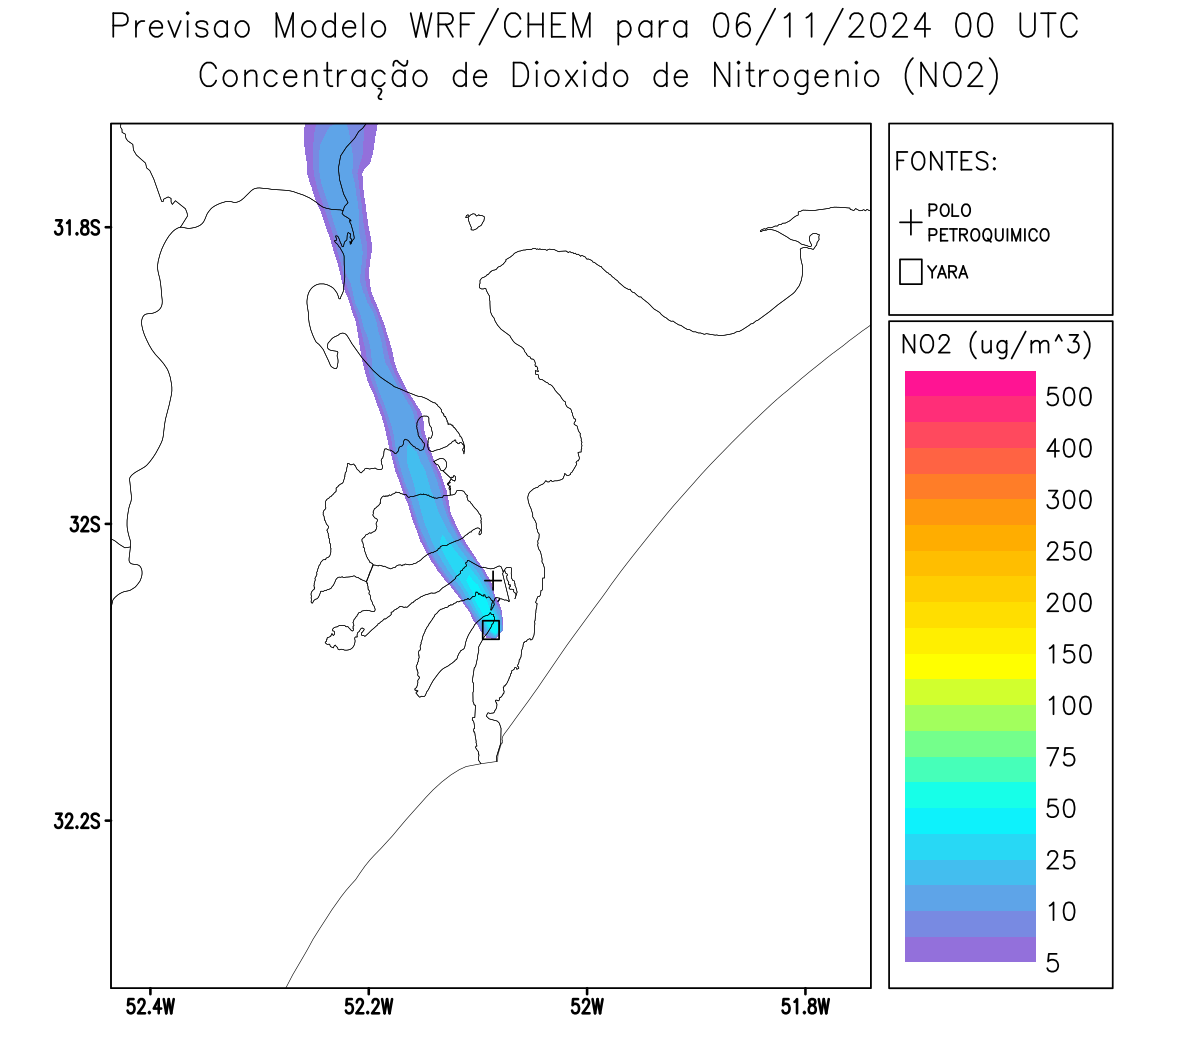 Previsao Modelo WRF/CHEM para 06/11/2024 00 UTC
Concentração de Dioxido de Nitrogenio (NO2)
FONTES:
POLO
PETROQUIMICO
YARA
NO2 (ug/m^3)
500
400
300
250
200
150
100
75
50
25
10
5
31.8S
32S
32.2S
52.4W
52.2W
52W
51.8W